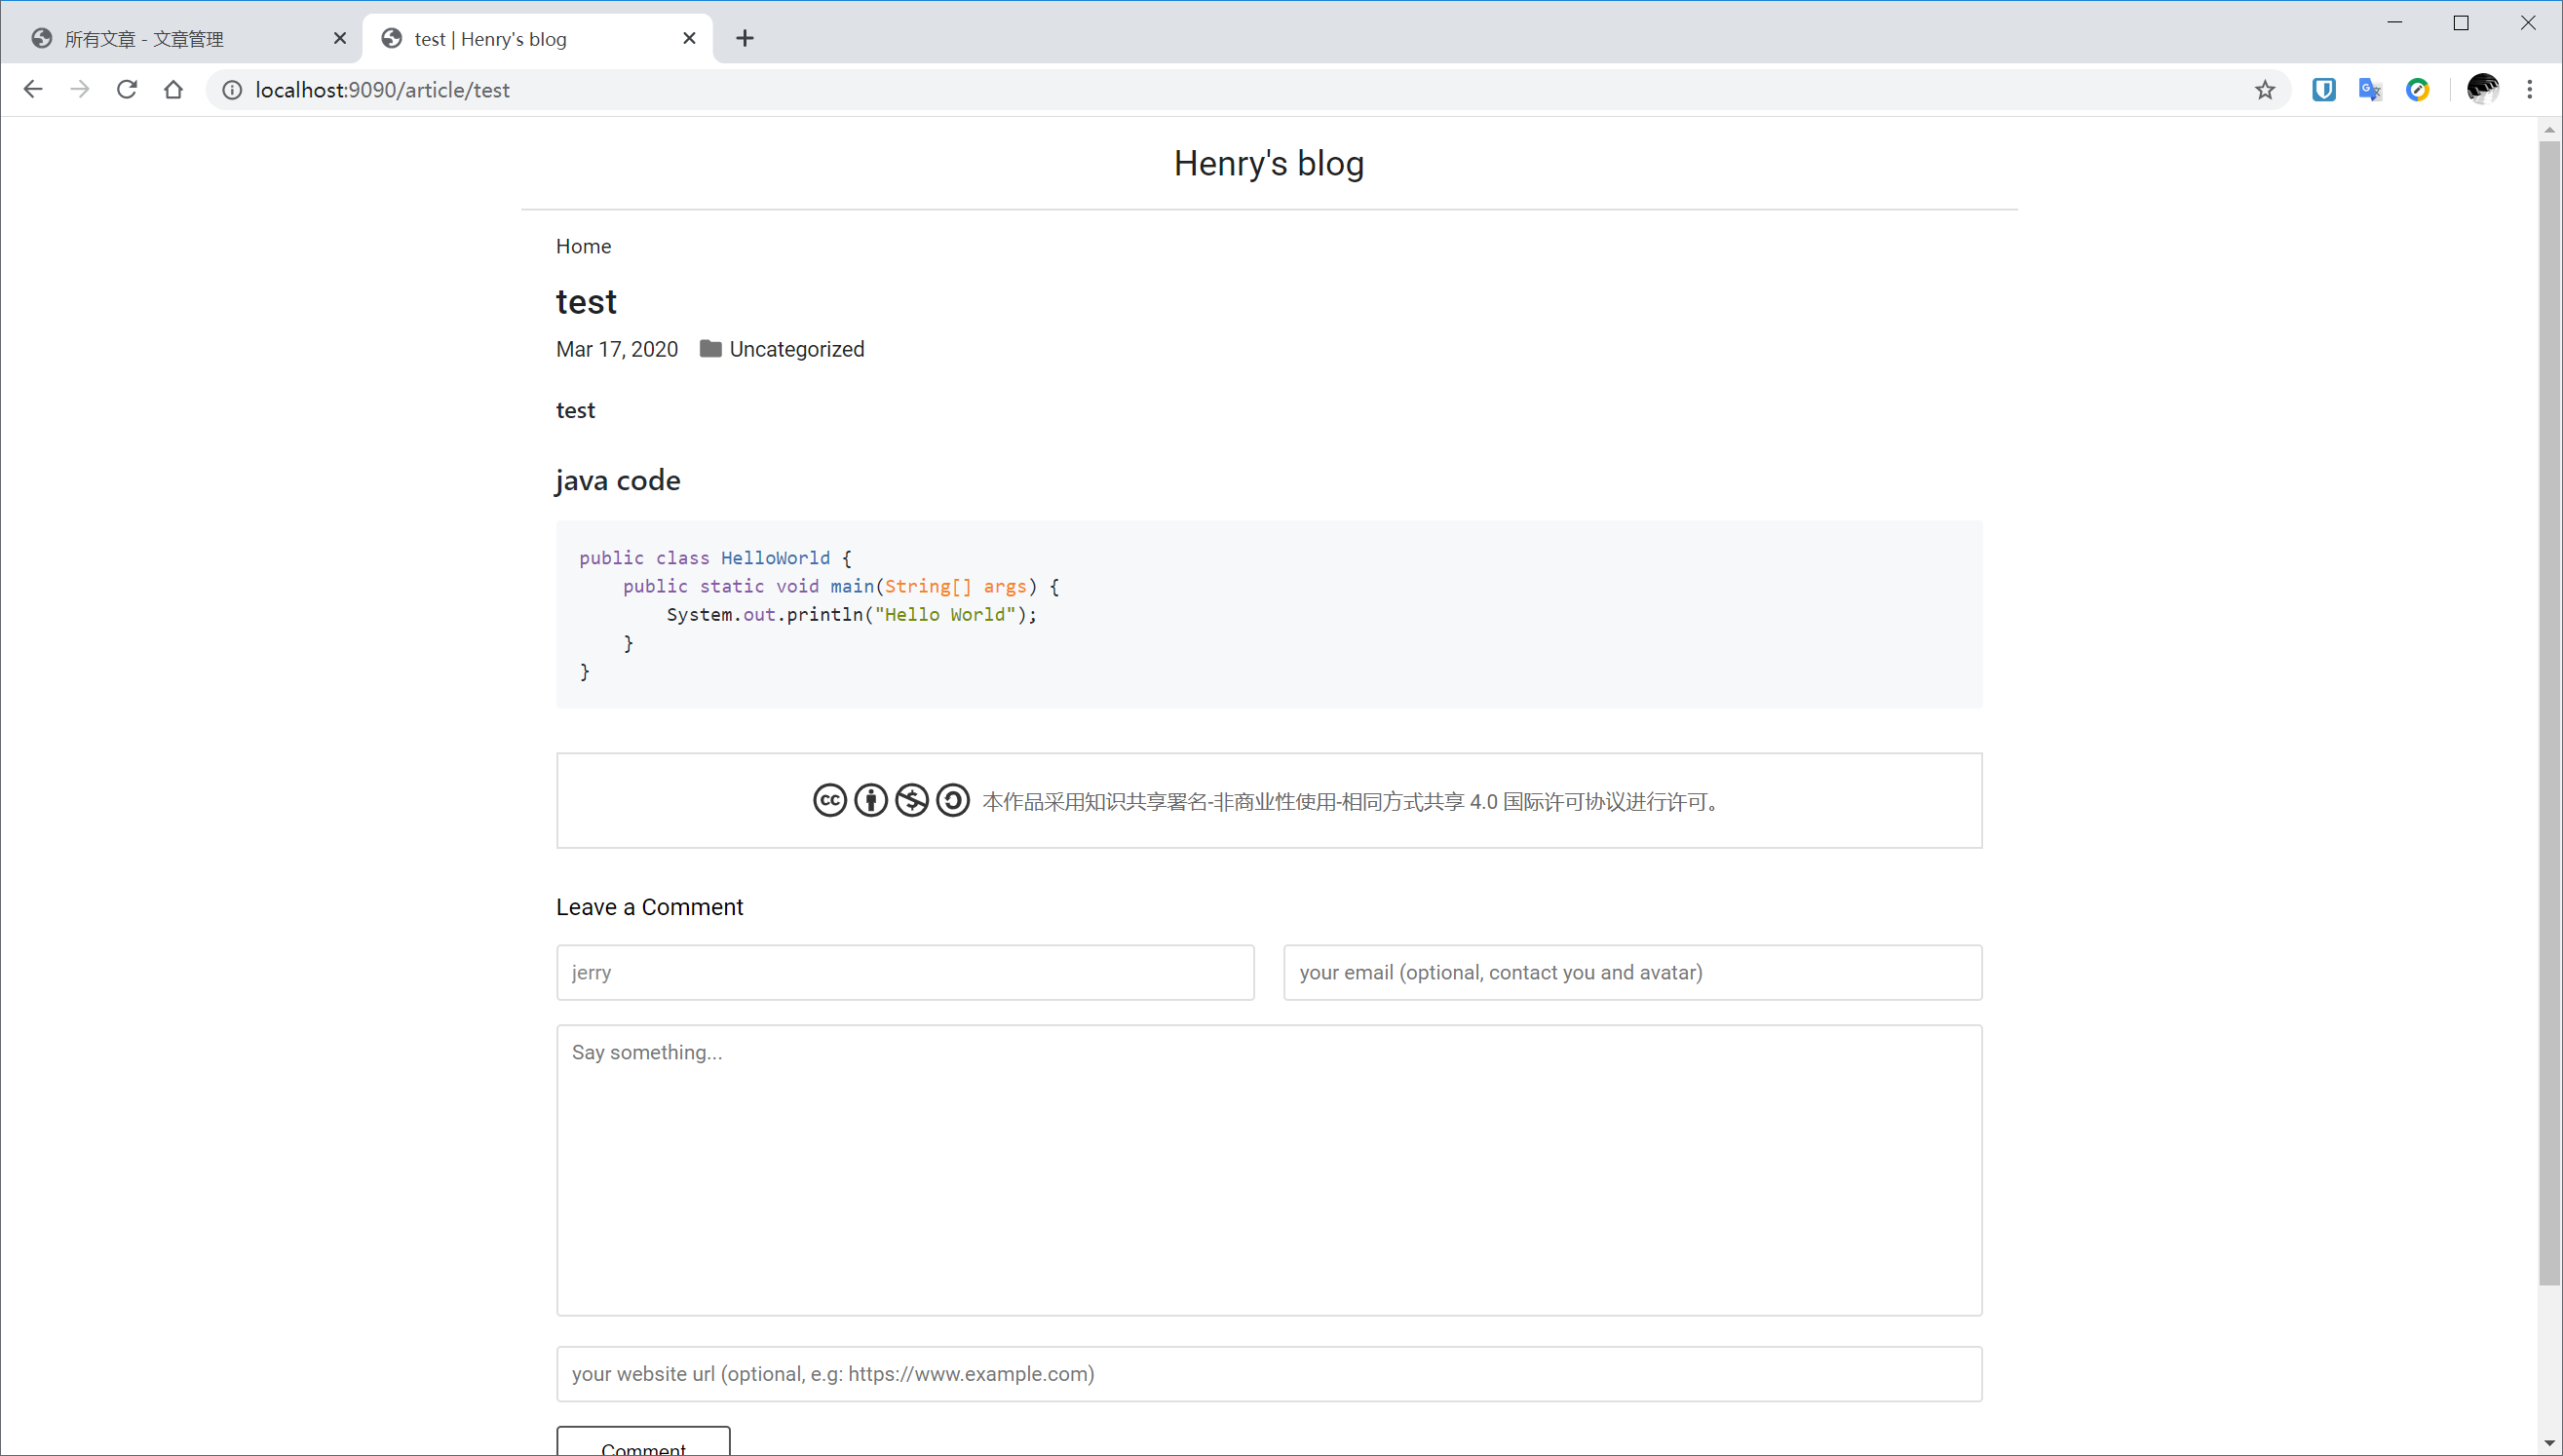 所有文章 - 文章管理
test | Henry's blog
localhost:9090/article/test
Henry's blog
Home
test
Mar 17, 2020 Uncategorized
test
java code
public class HelloWorld {
    public static void main(String[] args) {
        System.out.println("Hello World");
    }
}
本作品采用知识共享署名-非商业性使用-相同方式共享 4.0 国际许可协议进行许可。
Leave a Comment
jerry
your email (optional, contact you and avatar)
Say something...
your website url (optional, e.g: https://www.example.com)
Comment